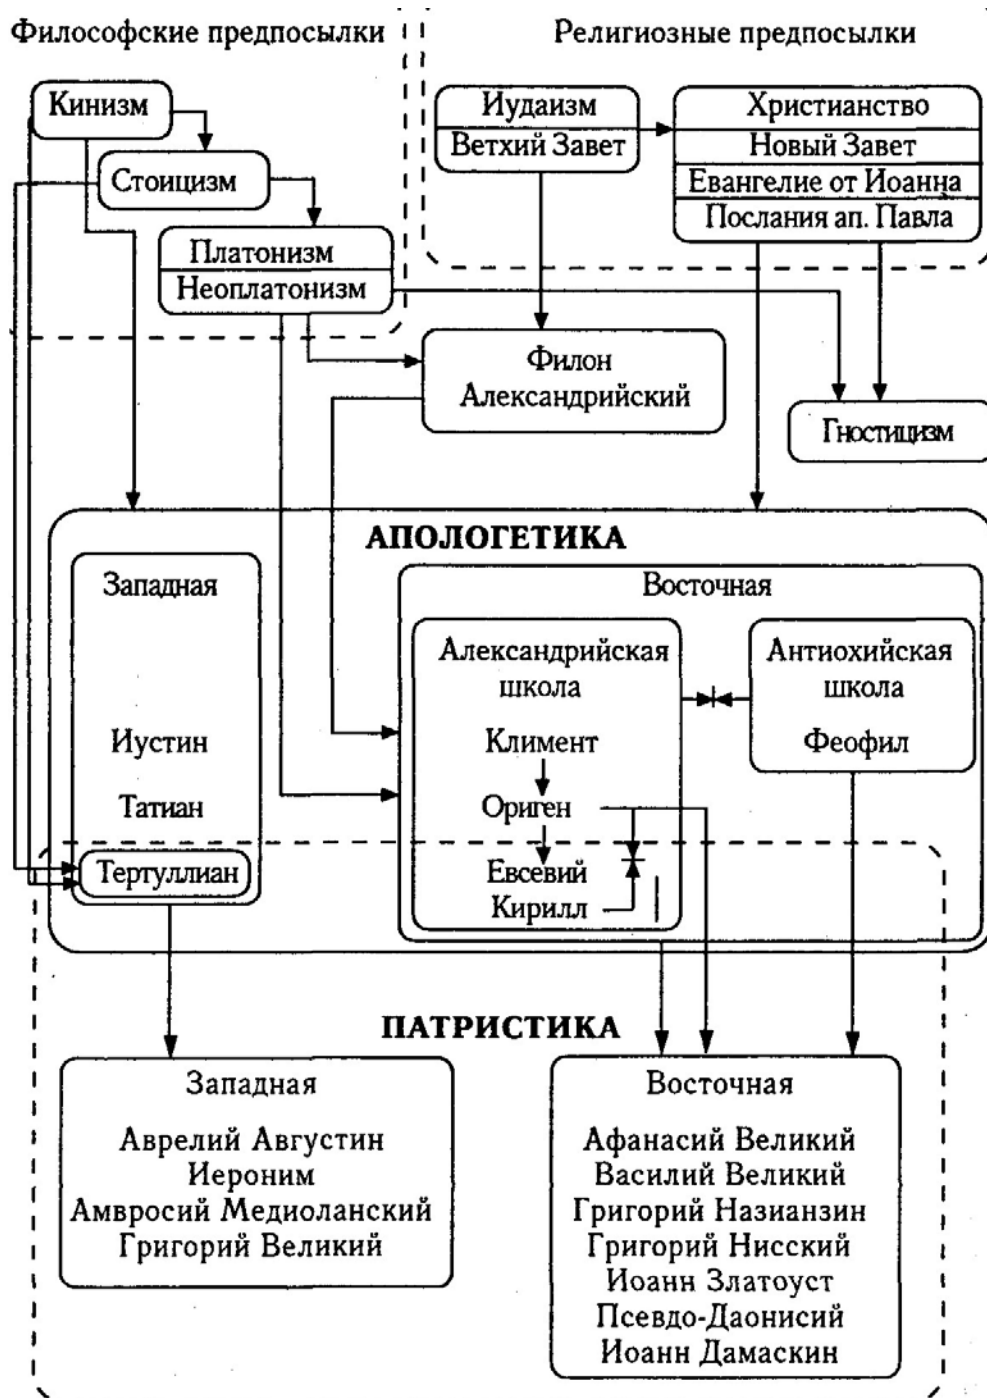 Философские предпосылки
Религиозные предпосылки
Кинизм
Стоицизм
Платонизм
Неоплатонизм
Иудаизм
Ветхий Завет
Христианство
Новый Завет
Евангелие от Иоанна
Послания ап. Павла
Филон
Александрийский
Гностицизм
АПОЛОГЕТИКА
Западная
Иустин
Татиан
Тертуллиан
Восточная
Александрийская
школа
Климент
Ориген
Евсевий
Кирилл
Антиохийская
школа
Феофил
ПАТРИСТИКА
Западная
Аврелий Августин
Иероним
Амвросий Медиоланский
Григорий Великий
Восточная
Афанасий Великий
Василий Великий
Григорий Назианзин
Григорий Нисский
Иоанн Златоуст
Псевдо-Даонисий
Иоанн Дамаскин